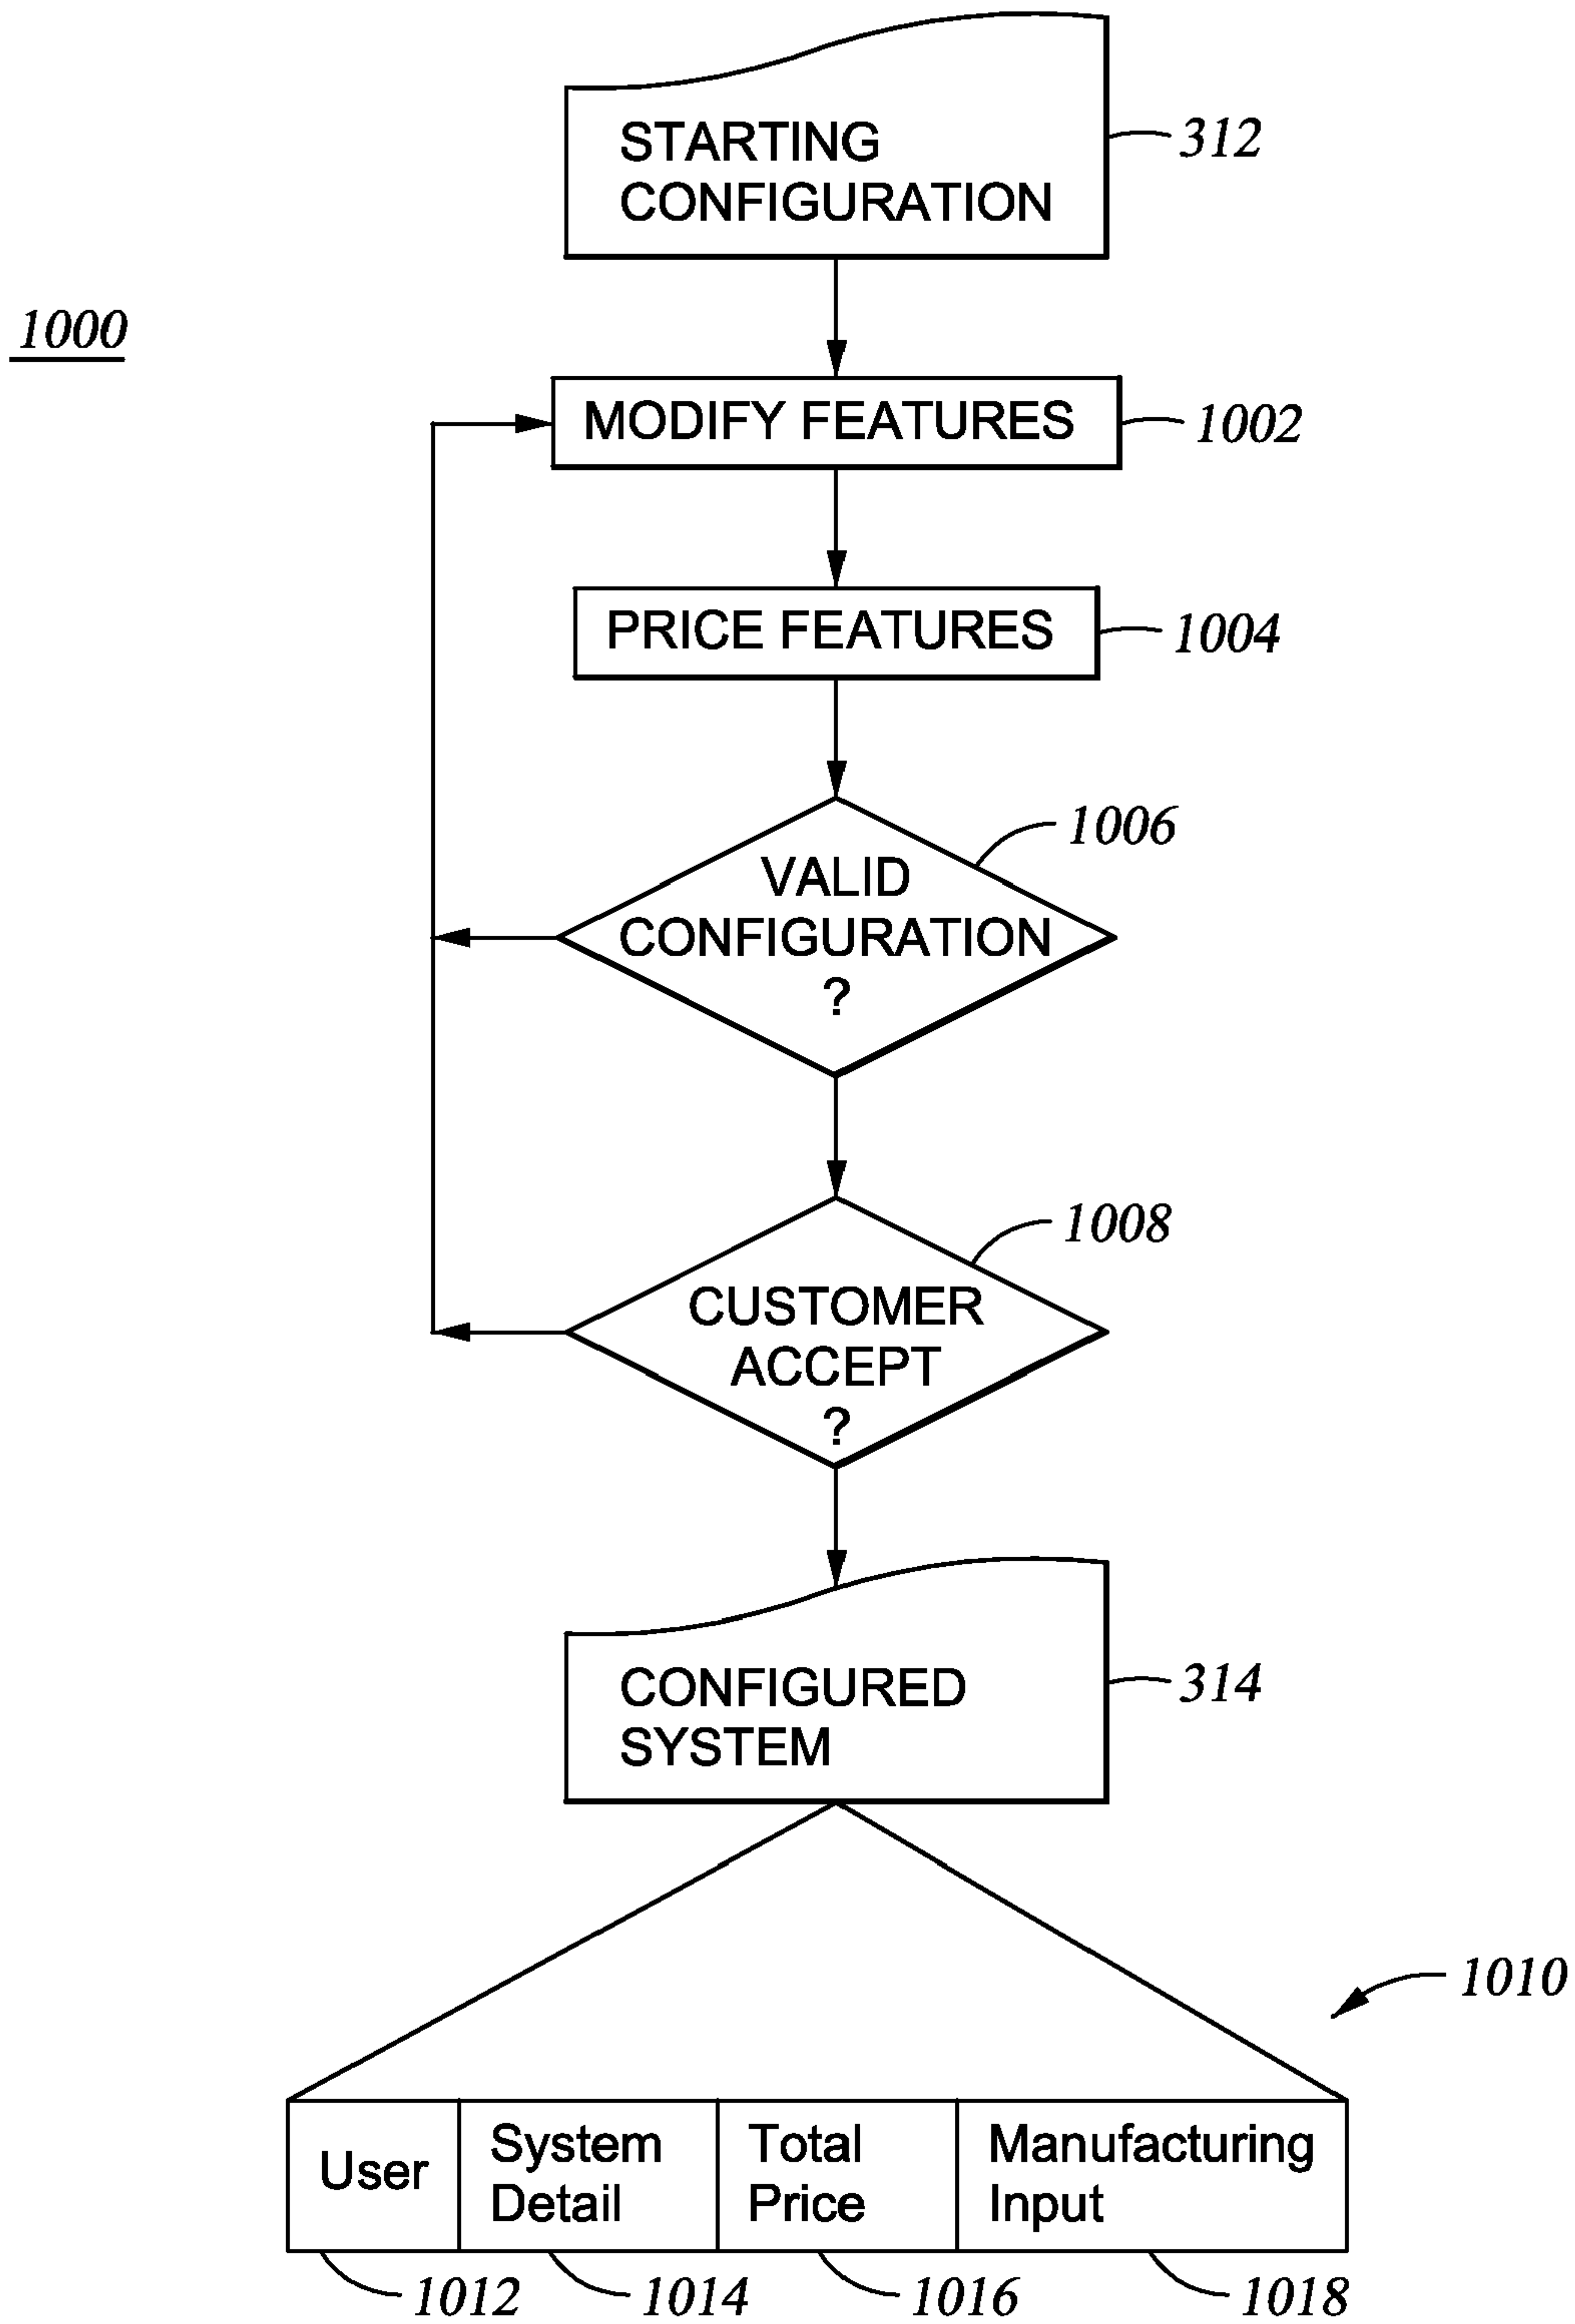 STARTING
CONFIGURATION
312
1000
MODIFY FEATURES
1002
PRICE FEATURES
1004
1006
VALID
CONFIGURATION
?
1008
CUSTOMER
ACCEPT
?
CONFIGURED
SYSTEM
314
1010
User
System
Detail
Total
Price
Manufacturing
Input
1012
1014
1016
1018